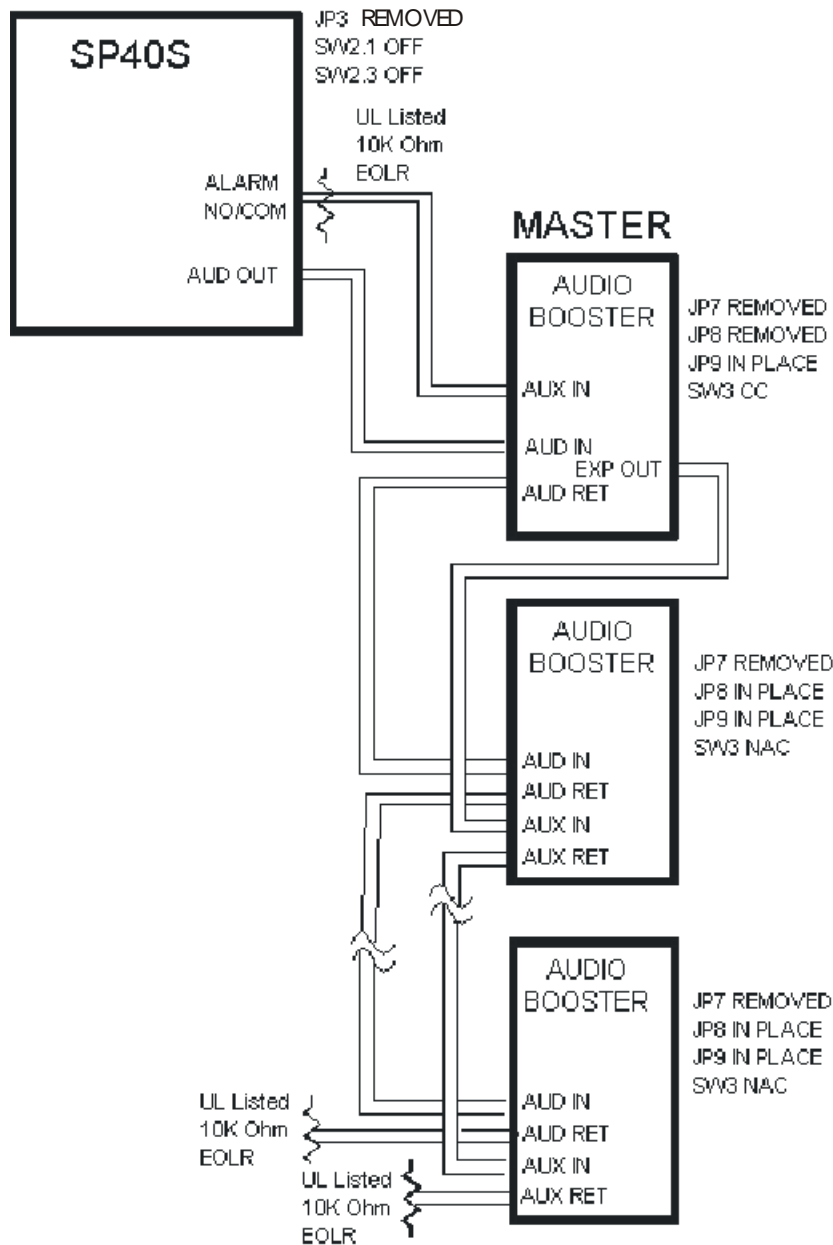 JP3 REMOVED
SW2.1 OFF
SW2.3 OFF
SP40S
UL Listed
10K Ohm
EOLR
ALARM
NO/COM
AUD OUT
MASTER
AUDIO
BOOSTER
JP7 REMOVED
JP8 REMOVED
JP9 IN PLACE
SW3 CC
AUX IN
AUD IN
EXP OUT
AUD RET
AUDIO
BOOSTER
JP7 REMOVED
JP8 IN PLACE
JP9 IN PLACE
SW3 NAC
AUD IN
AUD RET
AUX IN
AUX RET
AUDIO
BOOSTER
JP7 REMOVED
JP8 IN PLACE
JP9 IN PLACE
SW3 NAC
AUD IN
AUD RET
AUX IN
AUX RET
UL Listed
10K Ohm
EOLR
UL Listed
10K Ohm
EOLR